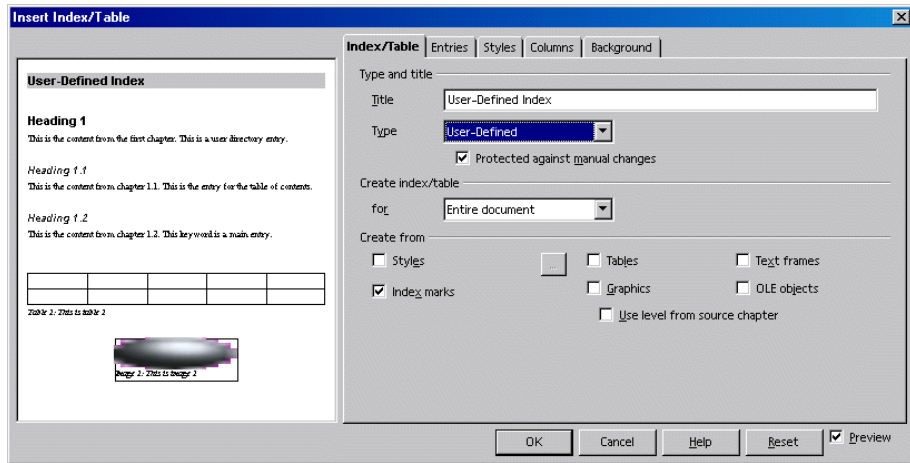 Insert Index/Table
User-Defined Index
Heading 1
This is the content from the first chapter. This is a user directory entry.
Heading 1.1
This is the content from chapter 1.1. This is the entry for the table of contents.
Heading 1.2
This is the content from chapter 1.2. This keyword is a main entry.
Table 2: This is table 2
Image 2: This is image 2
Index/Table Entries Styles Columns Background
Type and title
Title User-Defined Index
Type User-Defined
Protected against manual changes
Create index/table
for Entire document
Create from
Styles ... Tables Text frames
Index marks Graphics OLE objects
Use level from source chapter
OK Cancel Help Reset Preview